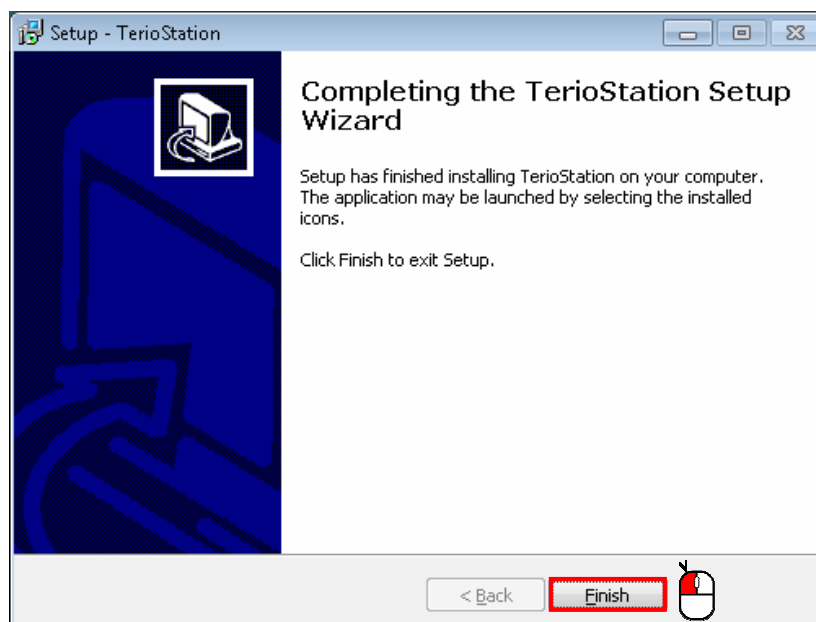 Setup - TerioStation
Completing the TerioStation Setup
Wizard
Setup has finished installing TerioStation on your computer.
The application may be launched by selecting the installed
icons.
Click Finish to exit Setup.
< Back
Finish